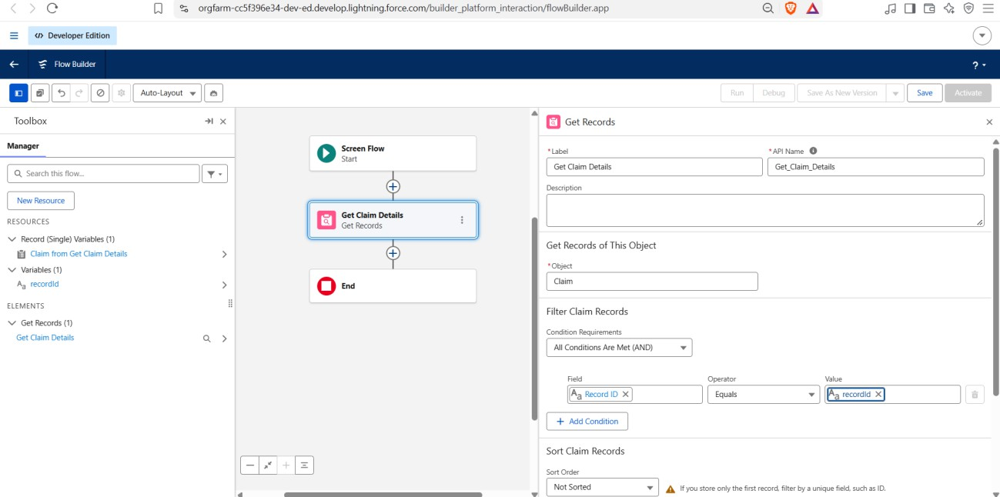 orgfarm-cc5f396e34-dev-ed.develop.lightning.force.com/builder_platform_interaction/flowBuilder.app
Developer Edition
Flow Builder
?
Auto-Layout
Run
Debug
Save As New Version
Save
Activate
Toolbox
Manager
Search this flow...
New Resource
RESOURCES
Record (Single) Variables (1)
Claim from Get Claim Details
Variables (1)
Aa recordId
ELEMENTS
Get Records (1)
Get Claim Details
Screen Flow
Start
Get Claim Details
Get Records
End
Get Records
*Label
*API Name
Get Claim Details
Get_Claim_Details
Description
Get Records of This Object
*Object
Claim
Filter Claim Records
Condition Requirements
All Conditions Are Met (AND)
Field
Operator
Value
Aa Record ID
Equals
Aa recordId
+ Add Condition
Sort Claim Records
Sort Order
Not Sorted
If you store only the first record, filter by a unique field, such as ID.